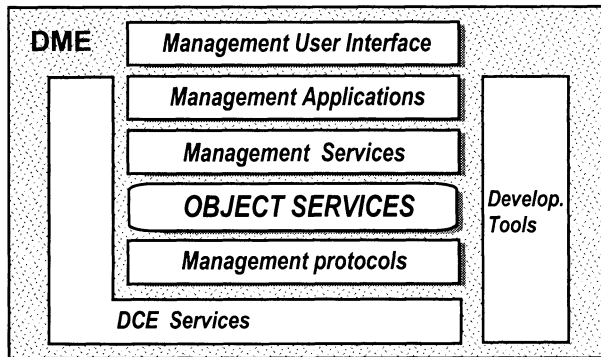 DME
Management User Interface
Management Applications
Management Services
OBJECT SERVICES
Management protocols
DCE Services
Develop.
Tools